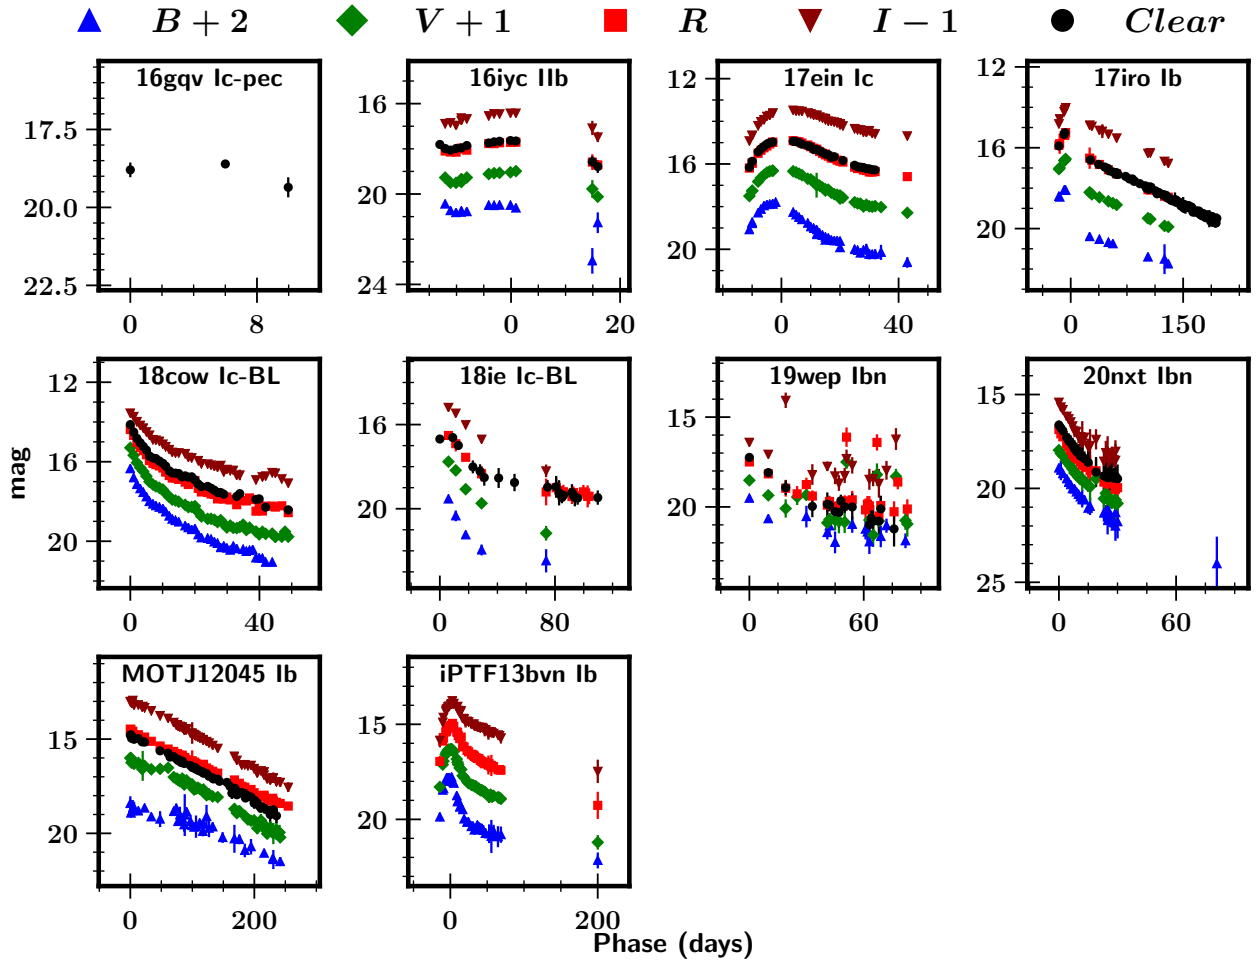 B + 2 V + 1 R I − 1 Clear
16gqv Ic-pec 16iyc IIb 17ein Ic 17iro Ib
17.5 20.0 22.5
16 20 24
12 16 20
12 16 20
0 8 0 20 0 40 0 150
18cow Ic-BL 18ie Ic-BL 19wep Ibn 20nxt Ibn
mag
12 16 20
16 20
15 20
15 20 25
0 40 0 80 0 60 0 60
MOTJ12045 Ib iPTF13bvn Ib
15 20
15 20
0 200 0 200
Phase (days)